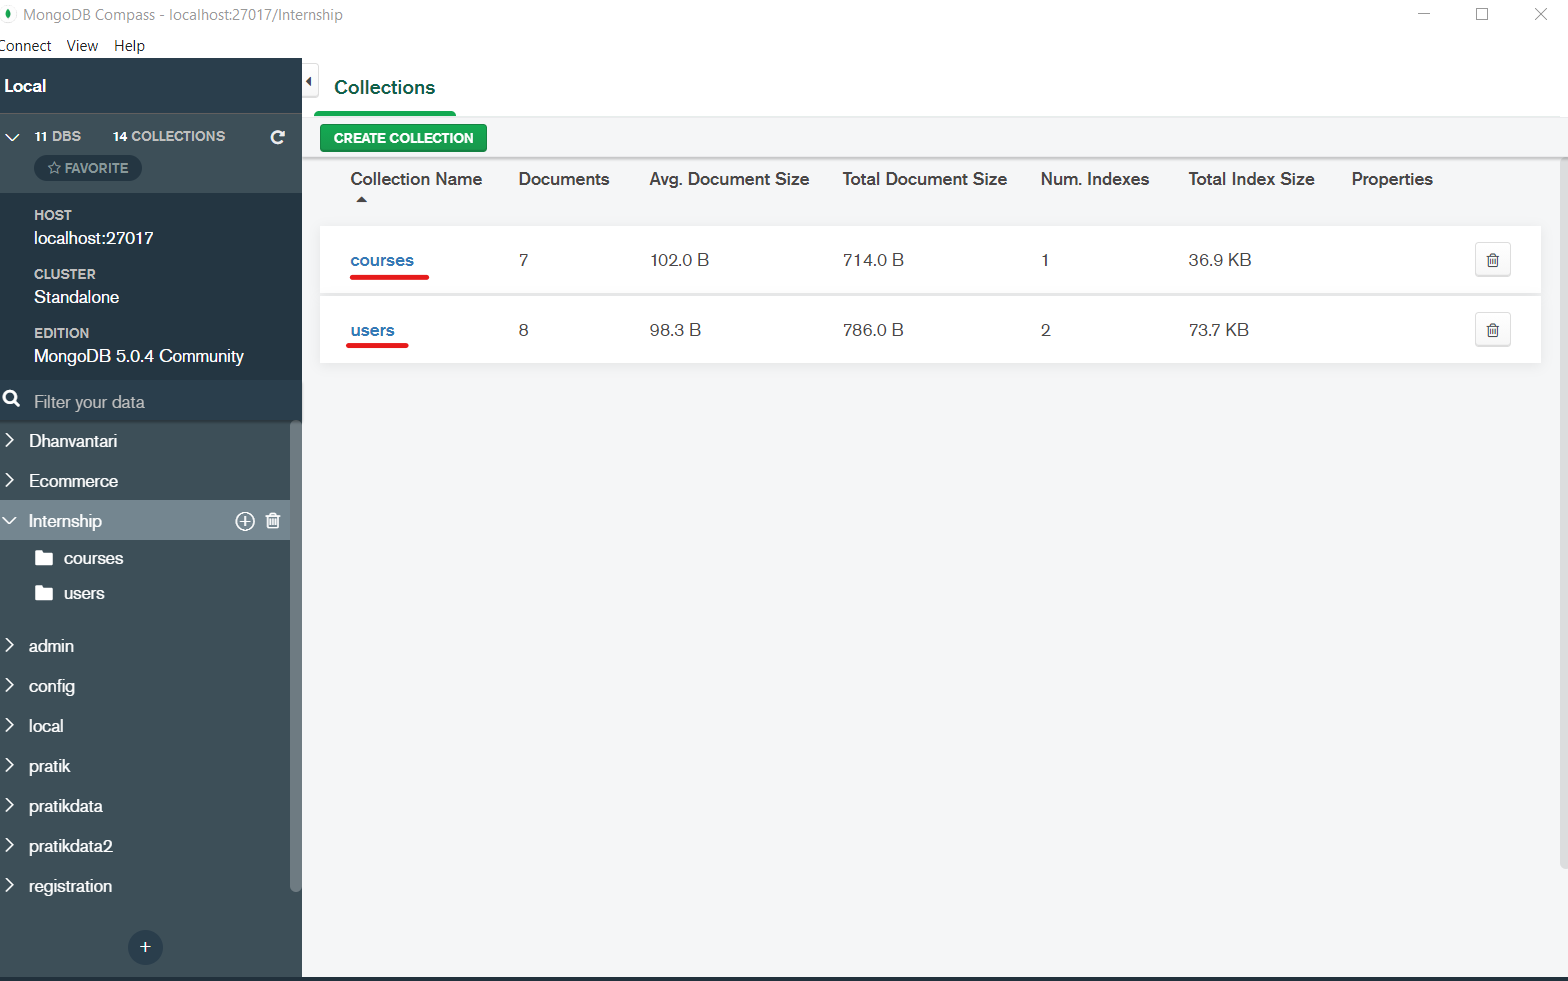 MongoDB Compass - localhost:27017/Internship
Connect View Help
Local
11 DBS 14 COLLECTIONS
FAVORITE
HOST
localhost:27017
CLUSTER
Standalone
EDITION
MongoDB 5.0.4 Community
Filter your data
Dhanvantari
Ecommerce
Internship
courses
users
admin
config
local
pratik
pratikdata
pratikdata2
registration
+
Collections
CREATE COLLECTION
Collection Name Documents Avg. Document Size Total Document Size Num. Indexes Total Index Size Properties
courses 7 102.0 B 714.0 B 1 36.9 KB
users 8 98.3 B 786.0 B 2 73.7 KB